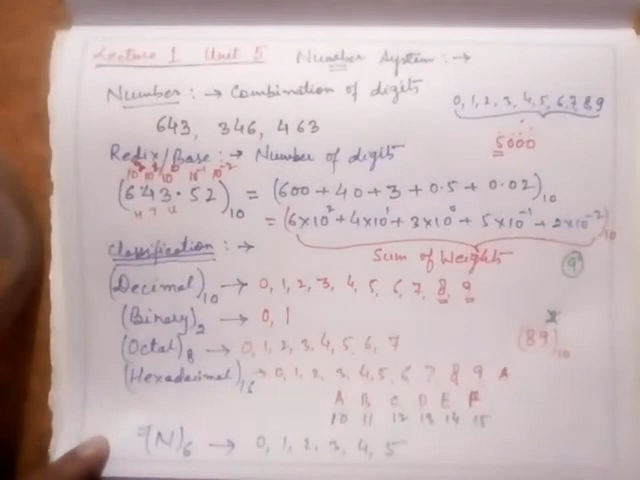 Lecture 1 Unit 5 Number System :→
Number :→ Combination of digits
0, 1, 2, 3, 4, 5, 6, 7 8 9
643, 346, 463
5000
Redix/Base :→ Number of digits
10² 10¹ 10⁰ 10⁻¹ 10⁻²
(643.52)₁₀ = (600 + 40 + 3 + 0.5 + 0.02)₁₀
H T U
= (6×10² + 4×10¹ + 3×10⁰ + 5×10⁻¹ + 2×10⁻²)₁₀
Sum of Weights
Classification :→
9
(Decimal)₁₀ → 0, 1, 2, 3, 4, 5, 6, 7, 8, 9
(Binary)₂ → 0, 1
(Octal)₈ → 0, 1, 2, 3, 4, 5, 6, 7
(89)₁₀
(Hexadecimal)₁₆ → 0, 1, 2, 3, 4, 5, 6, 7 8 9 A
A B C D E F
10 11 12 13 14 15
(N)₆ → 0, 1, 2, 3, 4, 5